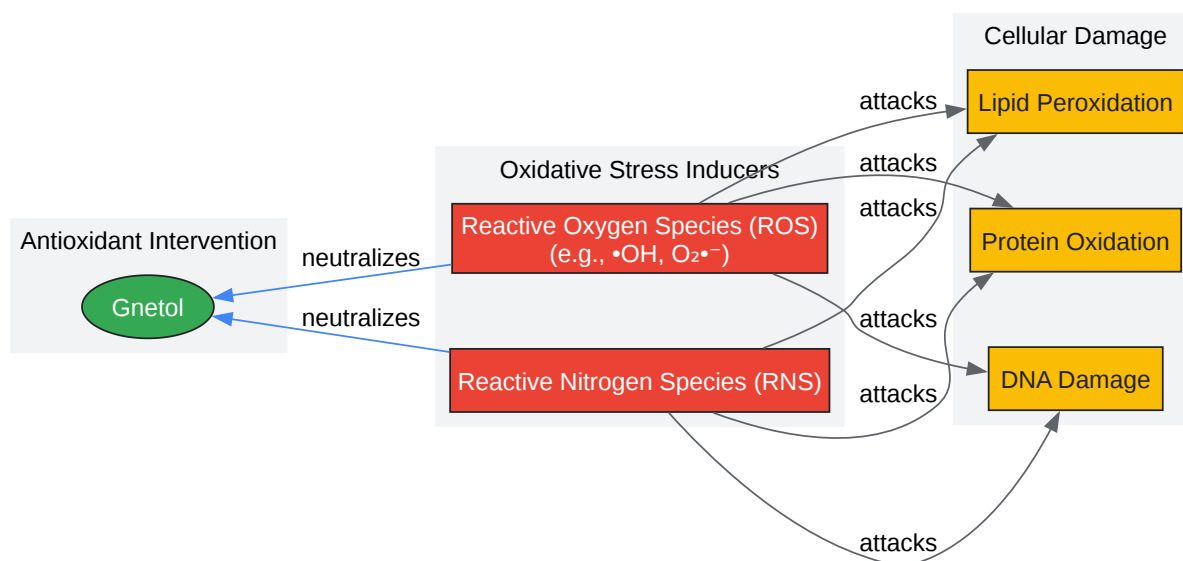 Antioxidant Intervention
Gnetol
neutralizes
neutralizes
Oxidative Stress Inducers
Reactive Oxygen Species (ROS)
(e.g., •OH, O₂•⁻)
Reactive Nitrogen Species (RNS)
attacks
attacks
attacks
attacks
attacks
attacks
Cellular Damage
Lipid Peroxidation
Protein Oxidation
DNA Damage